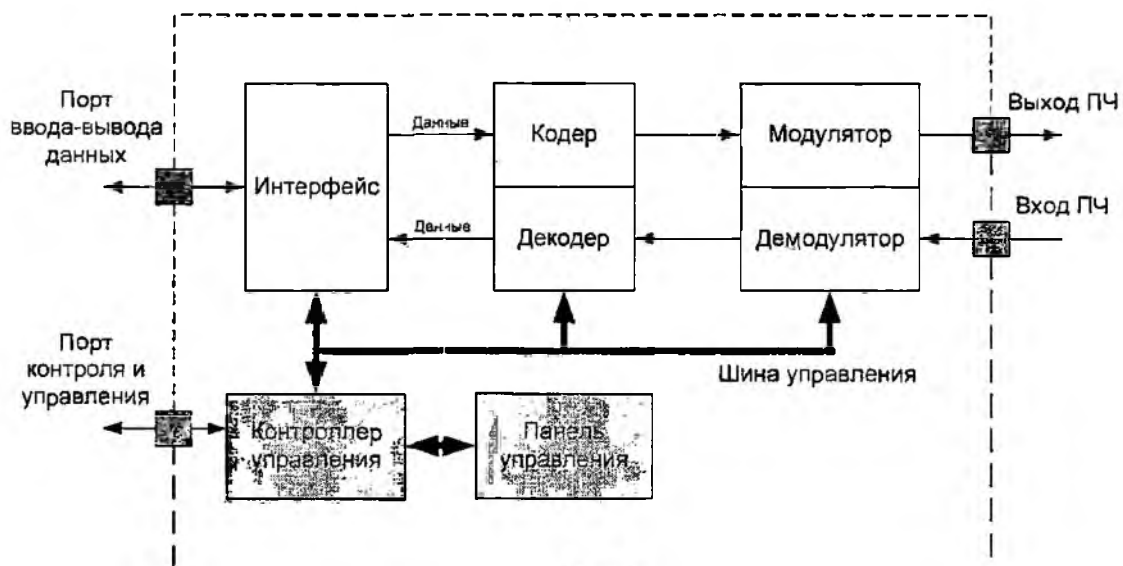 Порт
ввода-вывода
данных
Интерфейс
Данные
Кодер
Модулятор
Выход ПЧ
Данные
Декодер
Демодулятор
Вход ПЧ
Порт
контроля и
управления
Шина управления
Контроллер
управления
Панель
управления